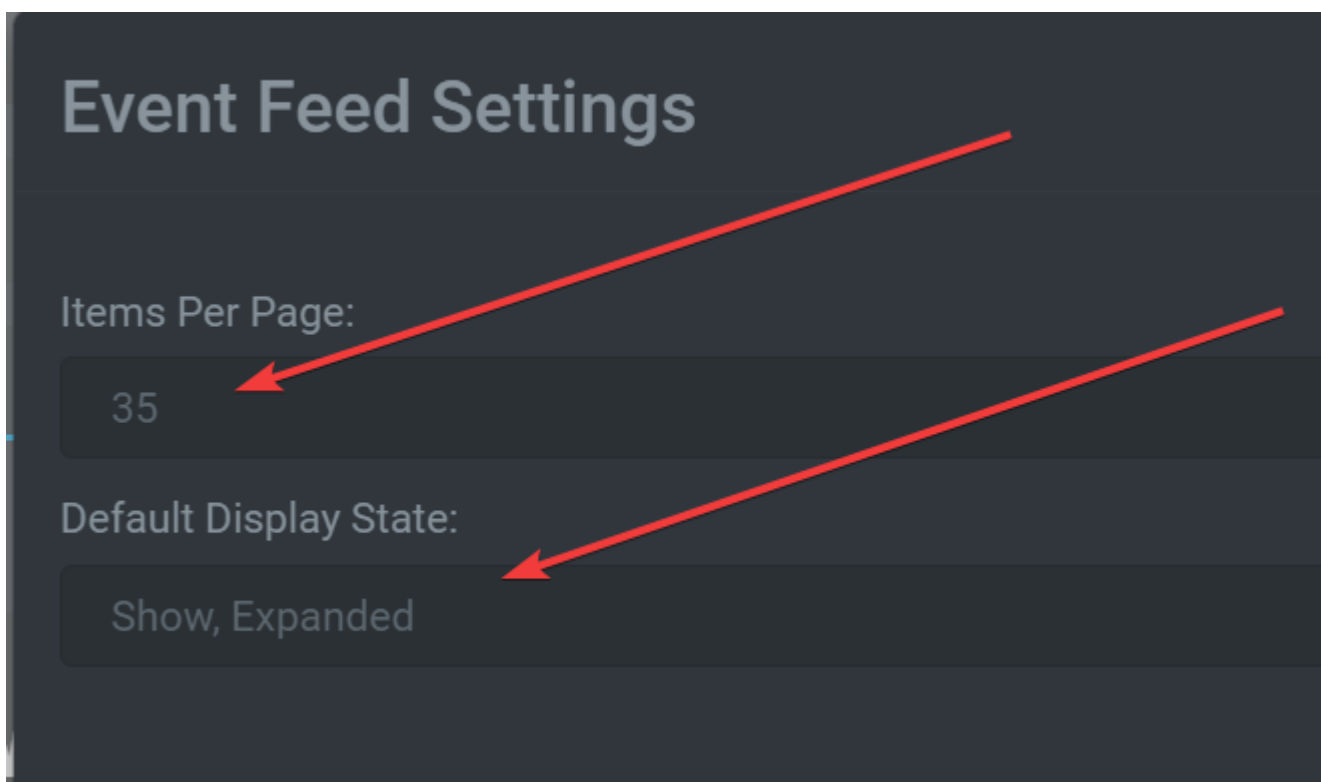 Event Feed Settings
Items Per Page:
35
Default Display State:
Show, Expanded